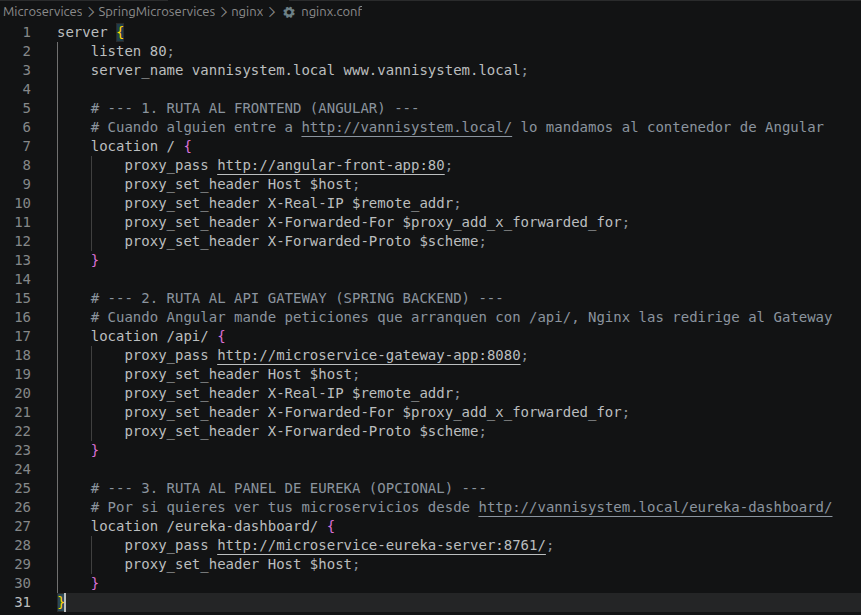 Microservices > SpringMicroservices > nginx > nginx.conf
1 server {
2 listen 80;
3 server_name vannisystem.local www.vannisystem.local;
4
5 # --- 1. RUTA AL FRONTEND (ANGULAR) ---
6 # Cuando alguien entre a http://vannisystem.local/ lo mandamos al contenedor de Angular
7 location / {
8 proxy_pass http://angular-front-app:80;
9 proxy_set_header Host $host;
10 proxy_set_header X-Real-IP $remote_addr;
11 proxy_set_header X-Forwarded-For $proxy_add_x_forwarded_for;
12 proxy_set_header X-Forwarded-Proto $scheme;
13 }
14
15 # --- 2. RUTA AL API GATEWAY (SPRING BACKEND) ---
16 # Cuando Angular mande peticiones que arranquen con /api/, Nginx las redirige al Gateway
17 location /api/ {
18 proxy_pass http://microservice-gateway-app:8080;
19 proxy_set_header Host $host;
20 proxy_set_header X-Real-IP $remote_addr;
21 proxy_set_header X-Forwarded-For $proxy_add_x_forwarded_for;
22 proxy_set_header X-Forwarded-Proto $scheme;
23 }
24
25 # --- 3. RUTA AL PANEL DE EUREKA (OPCIONAL) ---
26 # Por si quieres ver tus microservicios desde http://vannisystem.local/eureka-dashboard/
27 location /eureka-dashboard/ {
28 proxy_pass http://microservice-eureka-server:8761/;
29 proxy_set_header Host $host;
30 }
31 }